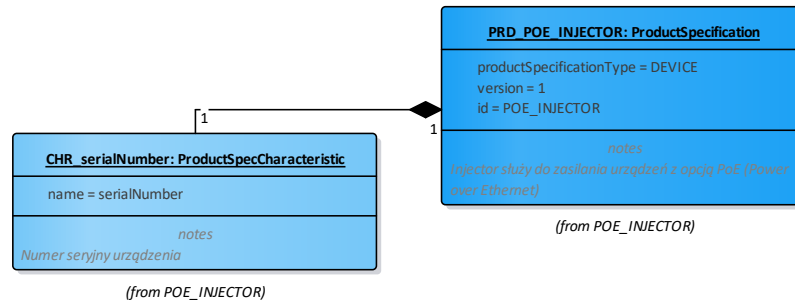 PRD_POE_INJECTOR: ProductSpecification
productSpecificationType = DEVICE
version = 1
id = POE_INJECTOR
notes
Injector służy do zasilania urządzeń z opcją PoE (Power
over Ethernet)
(from POE_INJECTOR)
1
1
CHR_serialNumber: ProductSpecCharacteristic
name = serialNumber
notes
Numer seryjny urządzenia
(from POE_INJECTOR)